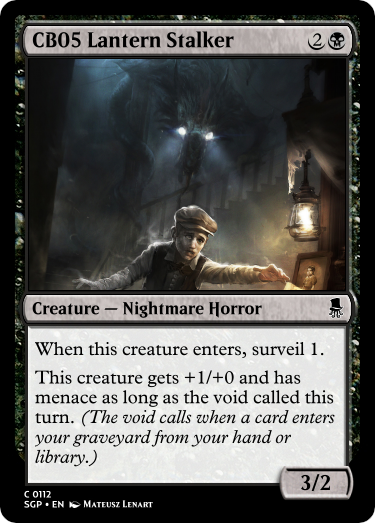 CB05 Lantern Stalker 2
Creature — Nightmare Horror
When this creature enters, surveil 1.
This creature gets +1/+0 and has
menace as long as the void called this
turn. (The void calls when a card enters
your graveyard from your hand or
library.)
3/2
C 0112
SGP • EN Mateusz Lenart